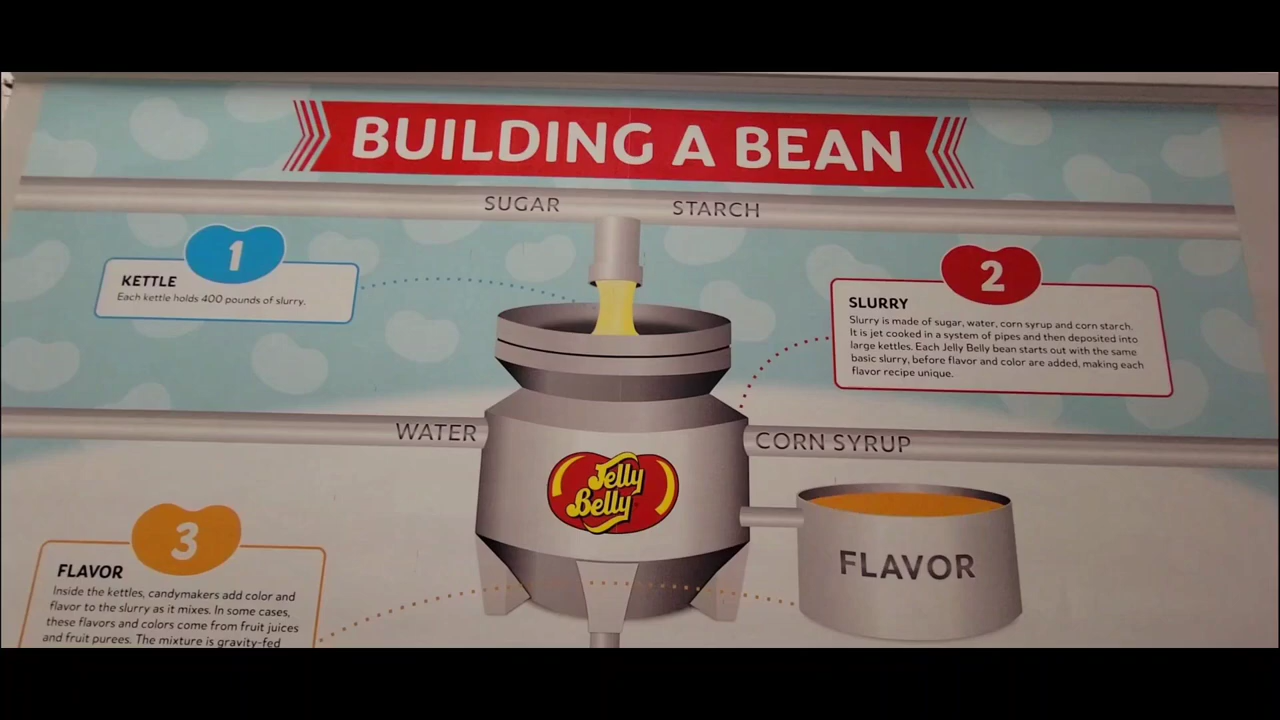 BUILDING A BEAN
SUGAR
STARCH
1
KETTLE
Each kettle holds 400 pounds of slurry.
2
SLURRY
Slurry is made of sugar, water, corn syrup and corn starch.
It is jet cooked in a system of pipes and then deposited into
large kettles. Each Jelly Belly bean starts out with the same
basic slurry, before flavor and color are added, making each
flavor recipe unique.
WATER
CORN SYRUP
Jelly
Belly
FLAVOR
3
FLAVOR
Inside the kettles, candymakers add color and
flavor to the slurry as it mixes. In some cases,
these flavors and colors come from fruit juices
and fruit purees. The mixture is gravity-fed